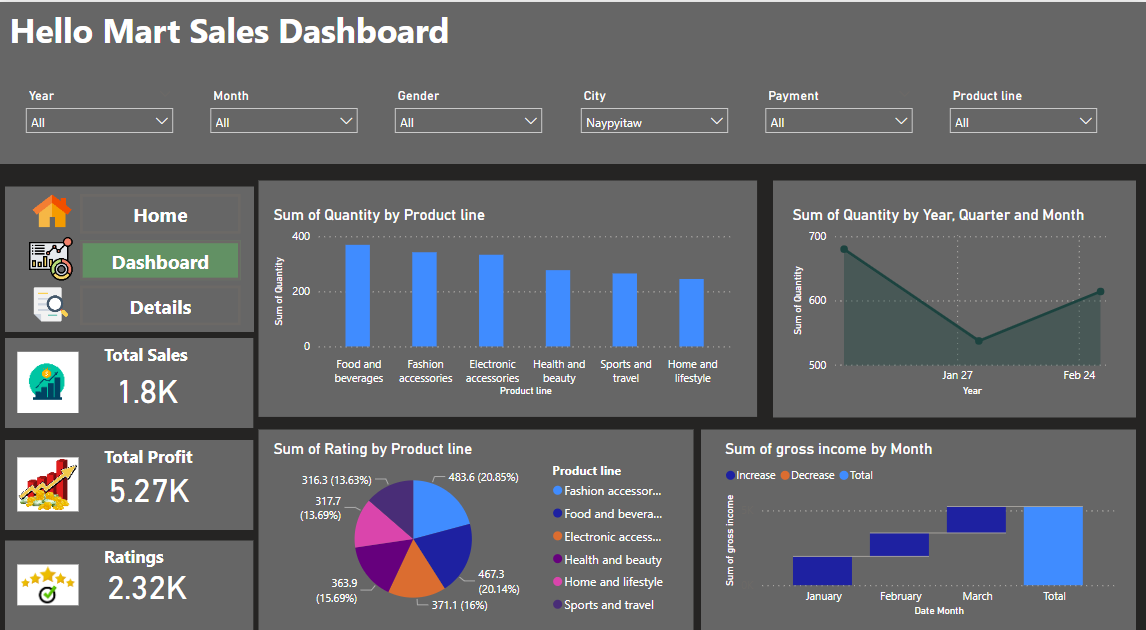 Hello Mart Sales Dashboard
Year
Month
Gender
City
Payment
Product line
All
All
All
Naypyitaw
All
All
Home
Dashboard
Details
Total Sales
1.8K
Total Profit
5.27K
Ratings
2.32K
Sum of Quantity by Product line
Sum of Quantity
400
200
0
Food and
beverages
Fashion
accessories
Electronic
accessories
Health and
beauty
Sports and
travel
Home and
lifestyle
Product line
Sum of Quantity by Year, Quarter and Month
Sum of Quantity
700
600
500
Jan 27
Feb 24
Year
Sum of Rating by Product line
483.6 (20.85%)
467.3
(20.14%)
371.1 (16%)
363.9
(15.69%)
317.7
(13.69%)
316.3 (13.63%)
Product line
Fashion accessor...
Food and bevera...
Electronic access...
Health and beauty
Home and lifestyle
Sports and travel
Sum of gross income by Month
Increase
Decrease
Total
Sum of gross income
January
February
March
Total
Date Month